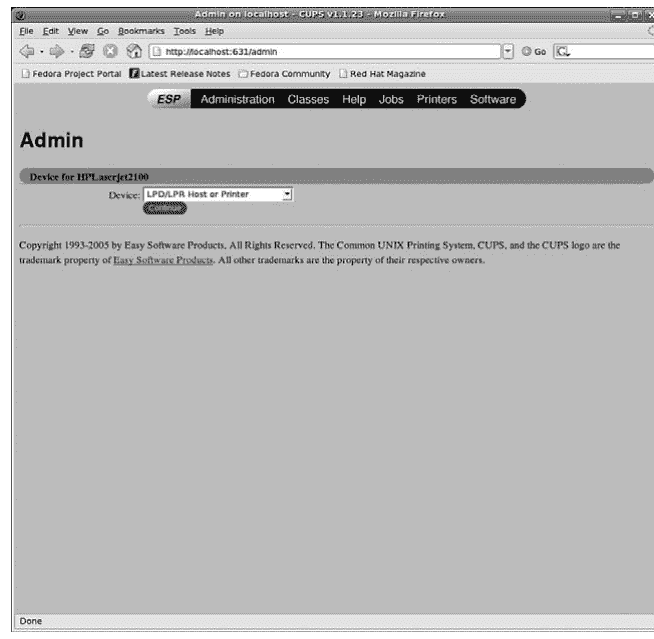 Admin on localhost - CUPS v1.1.23 - Mozilla Firefox
File Edit View Go Bookmarks Tools Help
http://localhost:631/admin Go
Fedora Project Portal Latest Release Notes Fedora Community Red Hat Magazine
ESP Administration Classes Help Jobs Printers Software
Admin
Device for HPLaserjet2100
Device: LPD/LPR Host or Printer
Copyright 1993-2005 by Easy Software Products, All Rights Reserved. The Common UNIX Printing System, CUPS, and the CUPS logo are the
trademark property of Easy Software Products. All other trademarks are the property of their respective owners.
Done